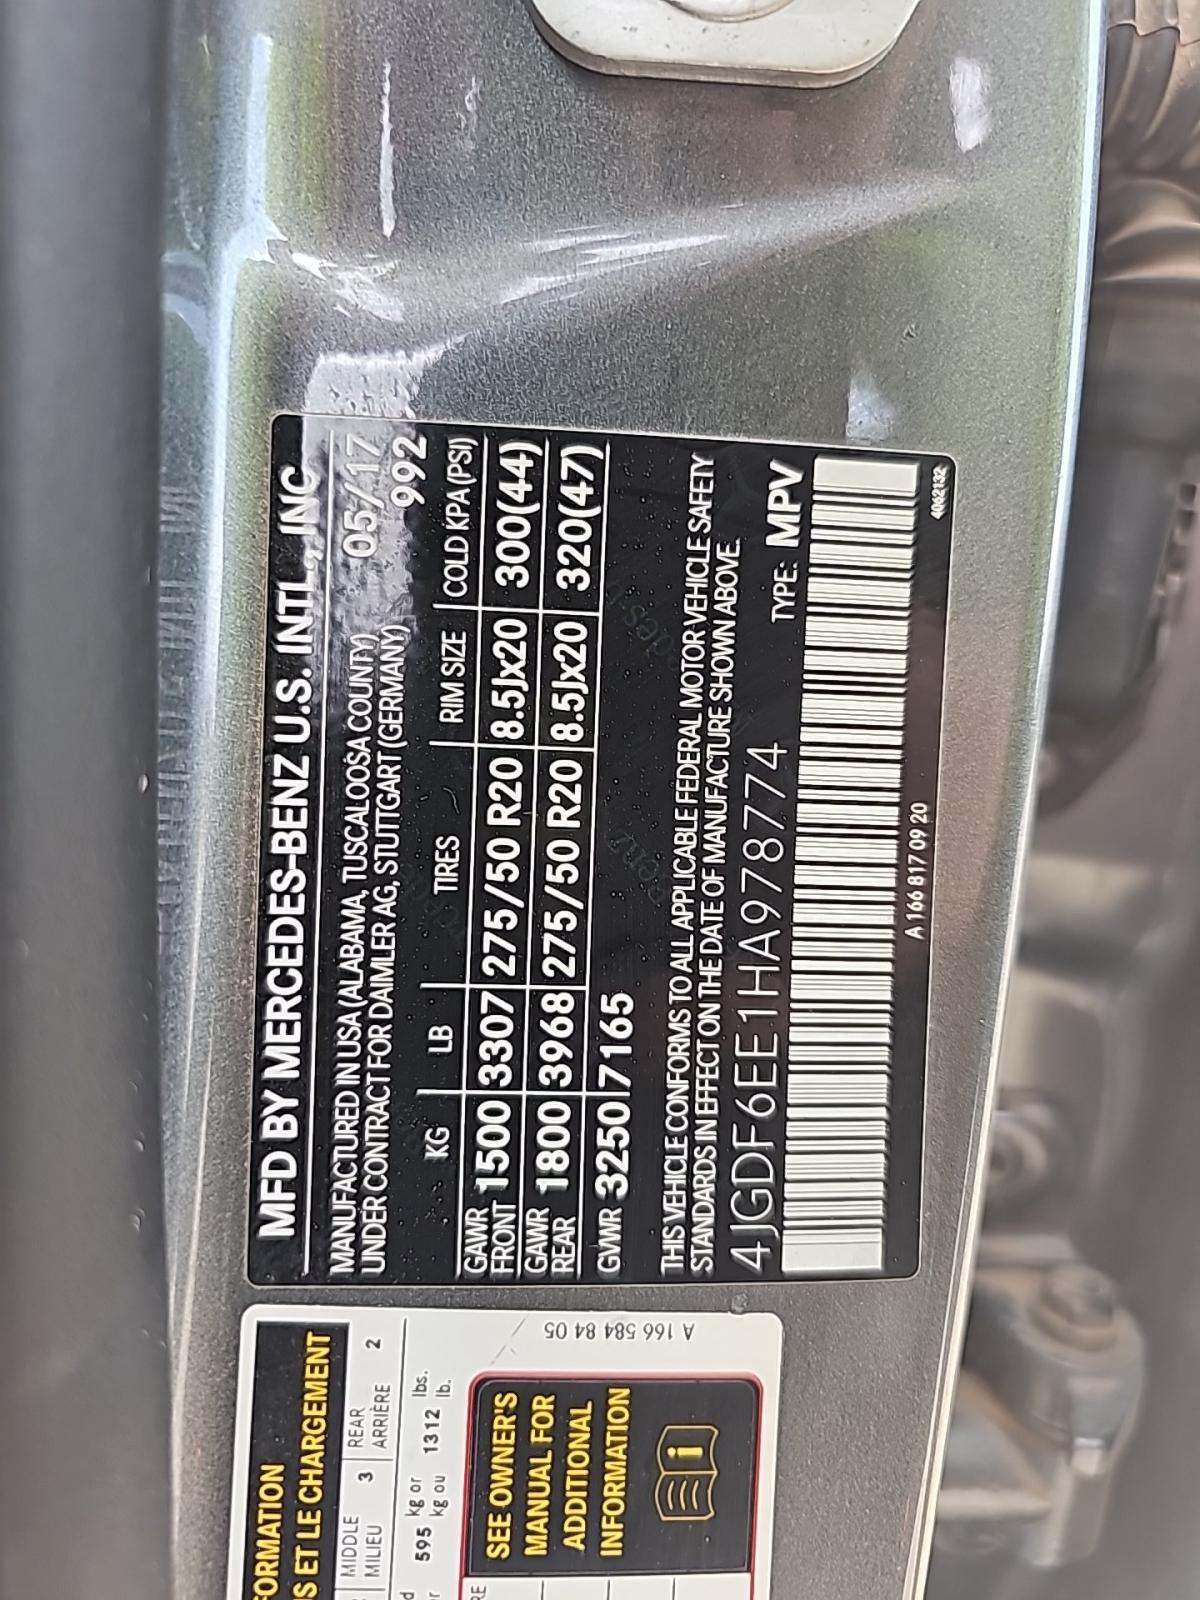 MFD BY MERCEDES-BENZ U.S. INTL., INC
MANUFACTURED IN USA (ALABAMA, TUSCALOOSA COUNTY) 05/17
UNDER CONTRACT FOR DAIMLER AG, STUTTGART (GERMANY) 992
KG LB TIRES RIM SIZE COLD KPA (PSI)
GAWR FRONT 1500 3307 275/50 R20 8.5Jx20 300(44)
GAWR REAR 1800 3968 275/50 R20 8.5Jx20 320(47)
GVWR 3250 7165
THIS VEHICLE CONFORMS TO ALL APPLICABLE FEDERAL MOTOR VEHICLE SAFETY
STANDARDS IN EFFECT ON THE DATE OF MANUFACTURE SHOWN ABOVE.
4JGDF6EE1HA978774 TYPE: MPV
A 166 817 09 20 4062132
ORMATION
S ET LE CHARGEMENT
MIDDLE 3 REAR 2
MILIEU ARRIÈRE
595 kg or 1312 lbs.
kg ou lb.
SEE OWNER'S
MANUAL FOR
ADDITIONAL
INFORMATION
i
A 166 584 84 05